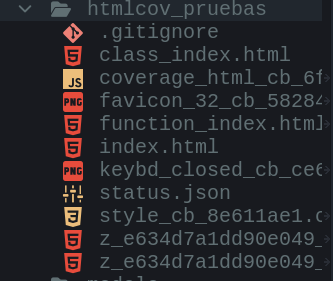 htmlcov_pruebas
.gitignore
class_index.html
JS
coverage_html_cb_6f
PNG
favicon_32_cb_58284
function_index.html
index.html
PNG
keybd_closed_cb_ce6
status.json
style_cb_8e611ae1.c
z_e634d7a1dd90e049_
z_e634d7a1dd90e049_